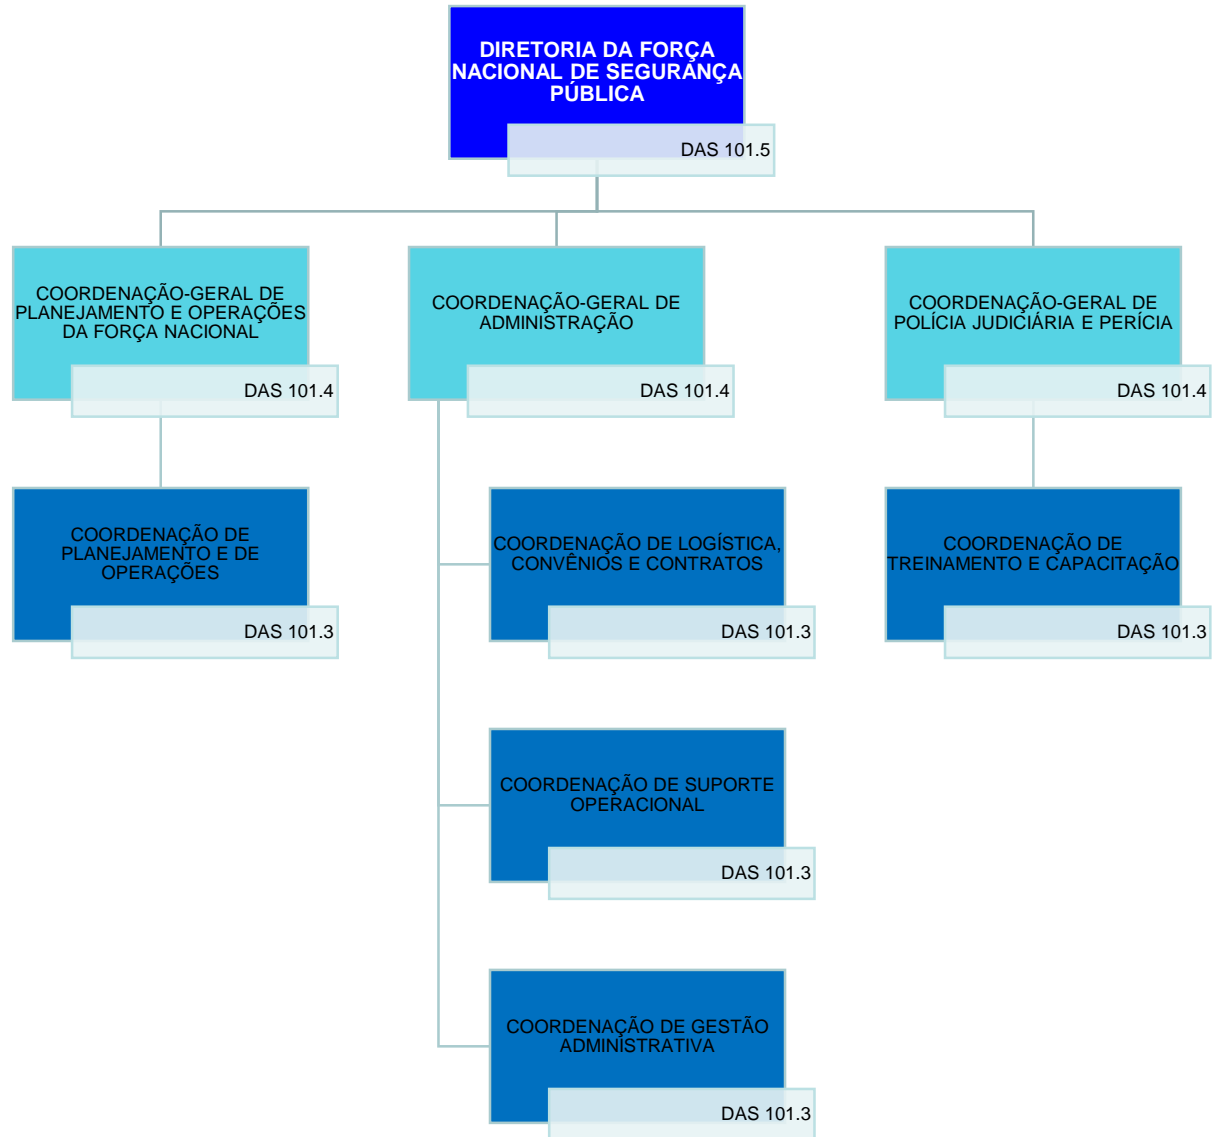 DIRETORIA DA FORÇA
NACIONAL DE SEGURANÇA
PÚBLICA
DAS 101.5
COORDENAÇÃO-GERAL DE
PLANEJAMENTO E OPERAÇÕES
DA FORÇA NACIONAL
DAS 101.4
COORDENAÇÃO-GERAL DE
ADMINISTRAÇÃO
DAS 101.4
COORDENAÇÃO-GERAL DE
POLÍCIA JUDICIÁRIA E PERÍCIA
DAS 101.4
COORDENAÇÃO DE
PLANEJAMENTO E DE
OPERAÇÕES
DAS 101.3
COORDENAÇÃO DE LOGÍSTICA,
CONVÊNIOS E CONTRATOS
DAS 101.3
COORDENAÇÃO DE
TREINAMENTO E CAPACITAÇÃO
DAS 101.3
COORDENAÇÃO DE SUPORTE
OPERACIONAL
DAS 101.3
COORDENAÇÃO DE GESTÃO
ADMINISTRATIVA
DAS 101.3